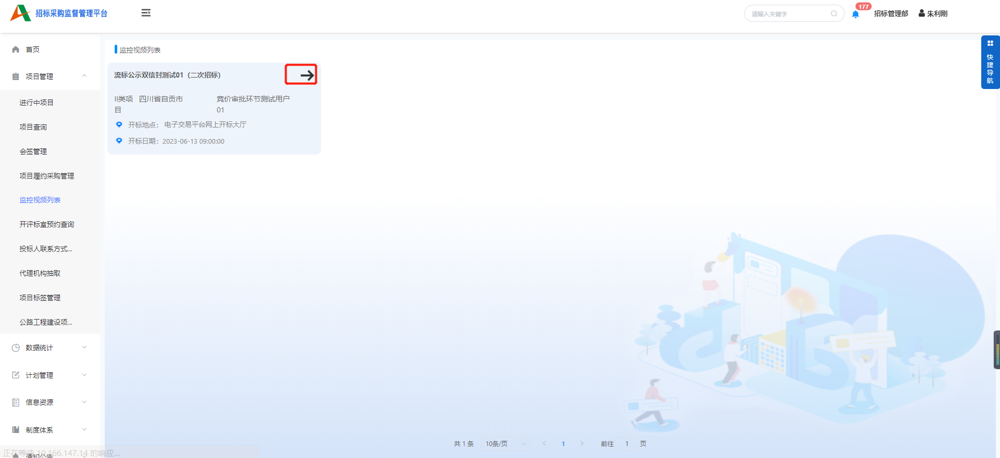 招标采购监督管理平台
请输入关键字
177
招标管理部
朱利刚
首页
项目管理
进行中项目
项目查询
会签管理
项目履约采购管理
监控视频列表
开评标室预约查询
投标人联系方式...
代理机构抽取
项目标签管理
公路工程建设项...
数据统计
计划管理
信息资源
制度体系
通知公告
正在等待 10.166.147.14 的响应...
监控视频列表
流标公示双信封测试01（二次招标）
II类项目
四川省自贡市
竞价审批环节测试用户01
开标地点： 电子交易平台网上开标大厅
开标日期：2023-06-13 09:00:00
快捷导航
共 1 条
10条/页
1
前往 1 页